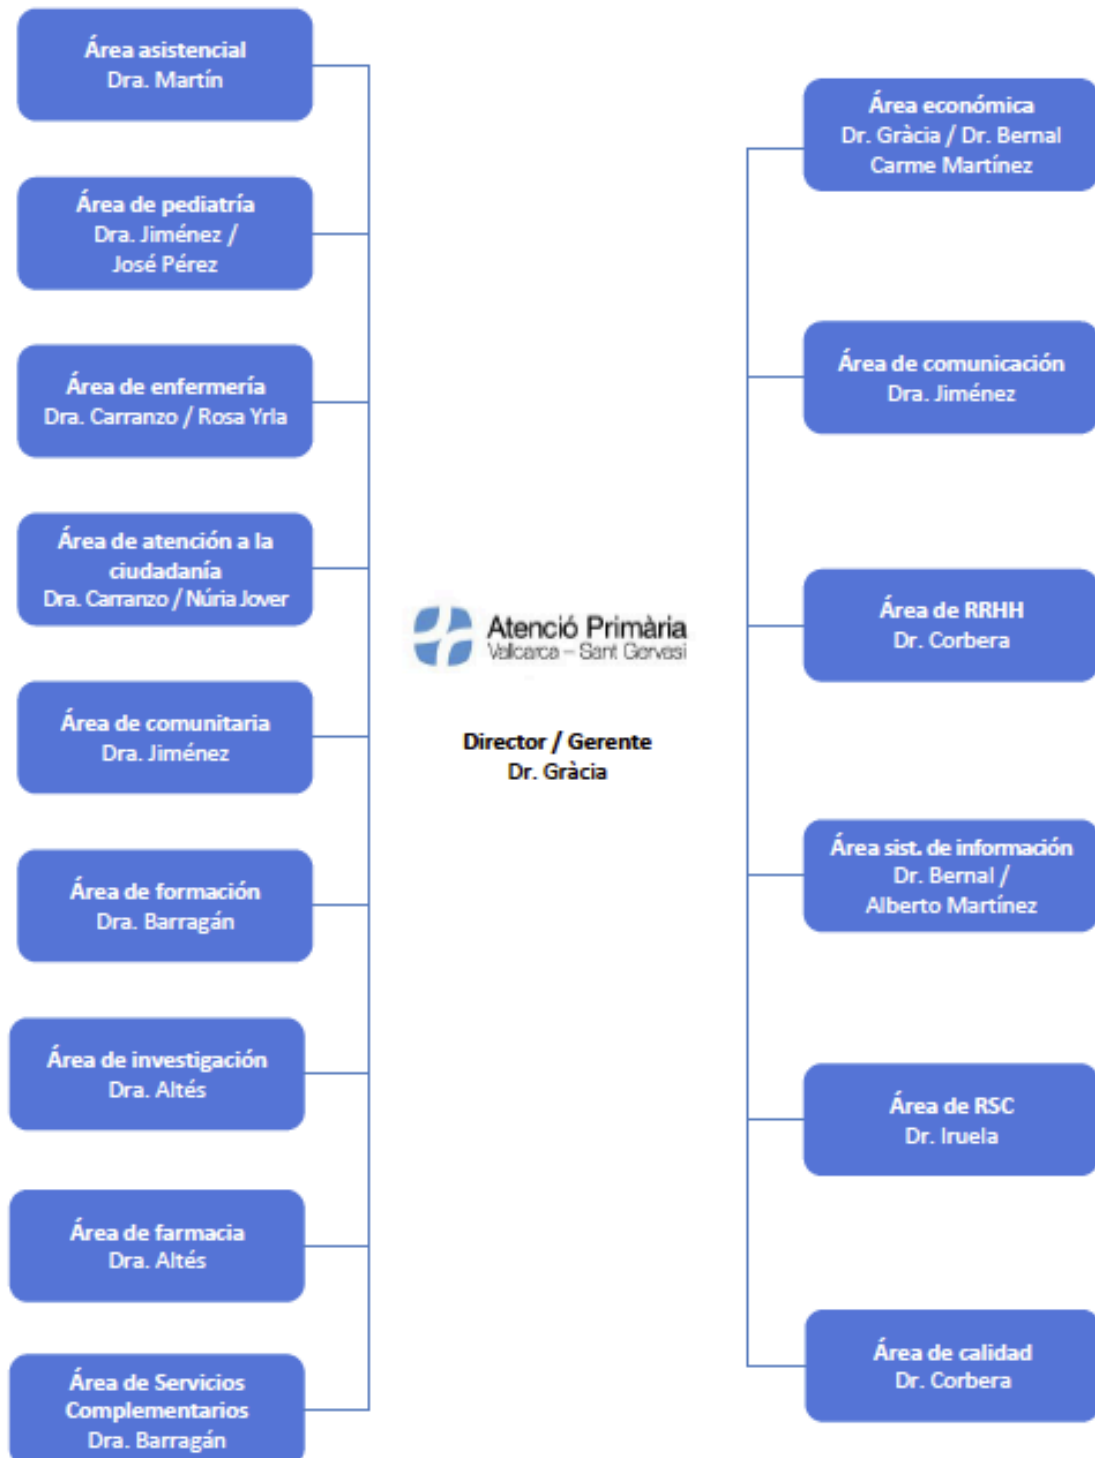 Área asistencial
Dra. Martín
Área de pediatría
Dra. Jiménez /
José Pérez
Área de enfermería
Dra. Carranzo / Rosa Yrla
Área de atención a la
ciudadanía
Dra. Carranzo / Núria Jover
Área de comunitaria
Dra. Jiménez
Área de formación
Dra. Barragán
Área de investigación
Dra. Altés
Área de farmacia
Dra. Altés
Área de Servicios
Complementarios
Dra. Barragán
Atenció Primària
Vallcarca – Sant Gervasi
Director / Gerente
Dr. Gràcia
Área económica
Dr. Gràcia / Dr. Bernal
Carme Martínez
Área de comunicación
Dra. Jiménez
Área de RRHH
Dr. Corbera
Área sist. de información
Dr. Bernal /
Alberto Martínez
Área de RSC
Dr. Iruela
Área de calidad
Dr. Corbera